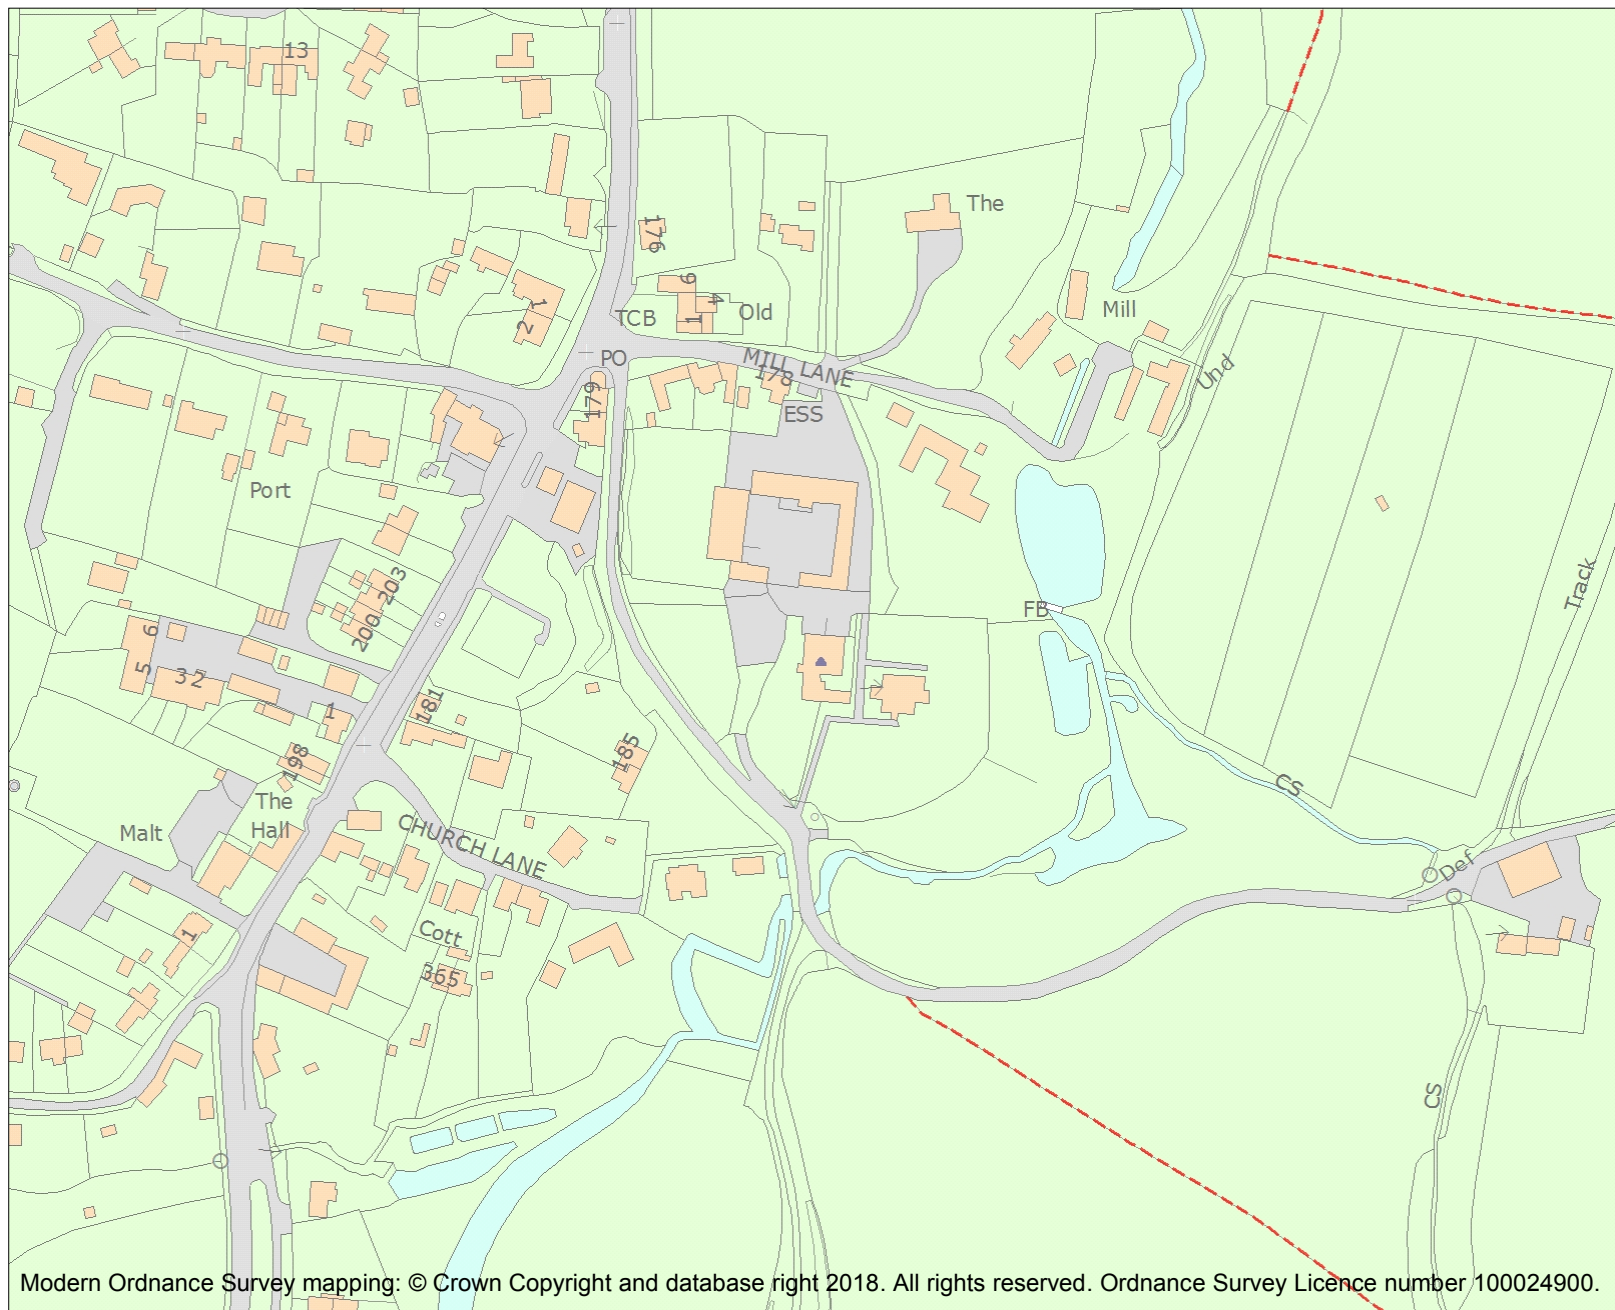 13
The
176
9
4
1
Old
TCB
1
2
Mill
PO
MILL LANE
178
Und
179
ESS
Port
203
200
FB
Track
6
5
3 2
181
1
198
185
CS
The
Hall
Malt
CHURCH LANE
Def
1
Cott
365
CS
Modern Ordnance Survey mapping: © Crown Copyright and database right 2018. All rights reserved. Ordnance Survey Licence number 100024900.